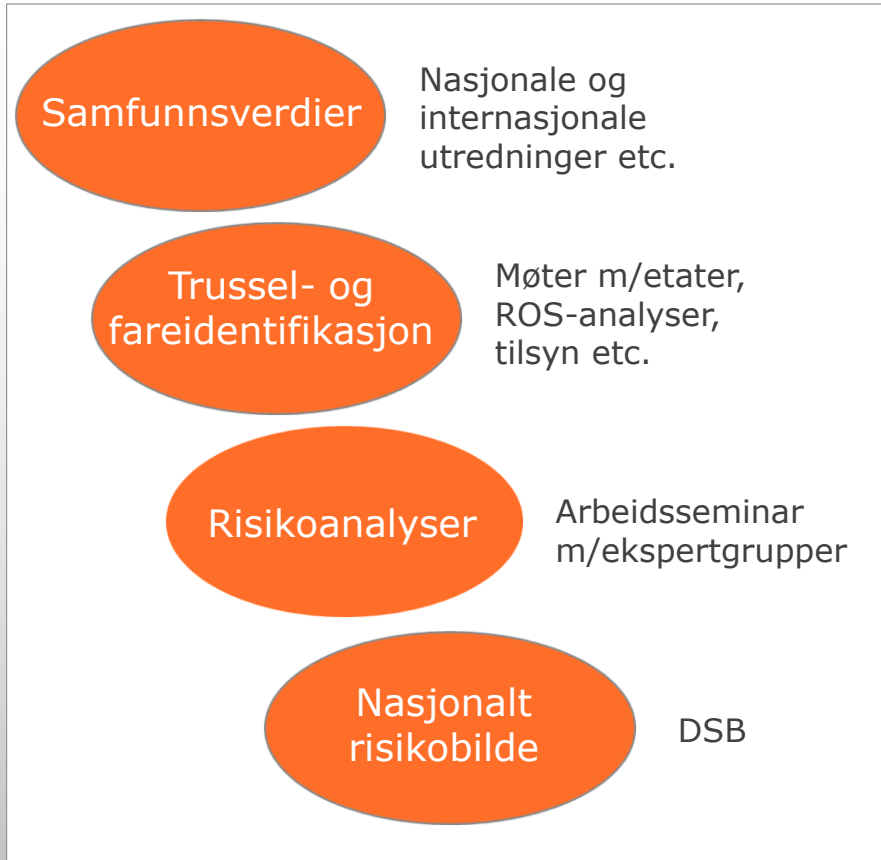 Samfunnsverdier
Nasjonale og
internasjonale
utredninger etc.
Trussel- og
fareidentifikasjon
Møter m/etater,
ROS-analyser,
tilsyn etc.
Risikoanalyser
Arbeidsseminar
m/ekspertgrupper
Nasjonalt
risikobilde
DSB